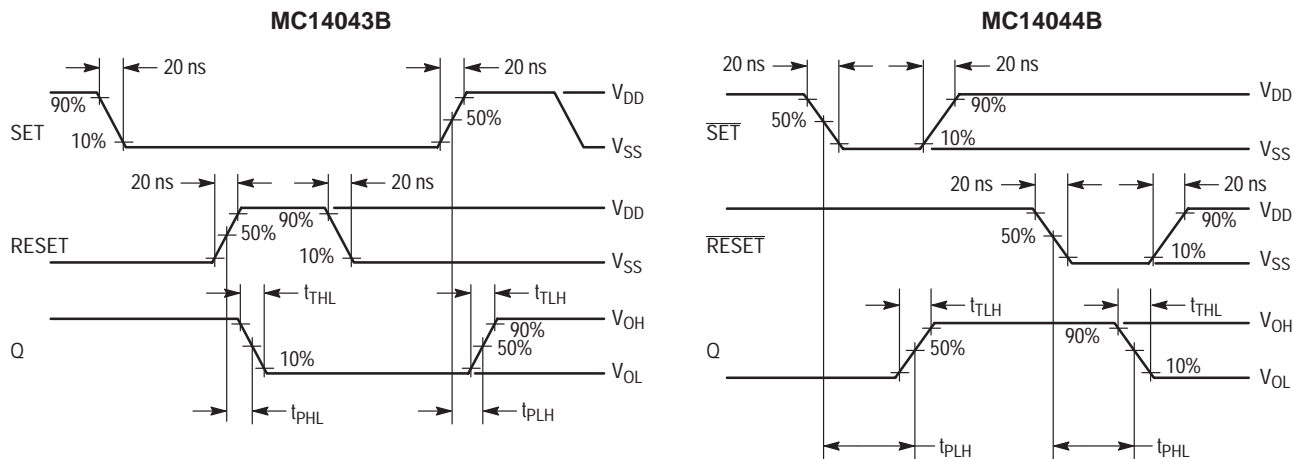 MC14043B
20 ns
20 ns
90%
50%
10%
SET
V_DD
V_SS
20 ns
20 ns
90%
50%
10%
RESET
V_DD
V_SS
t_THL
t_TLH
90%
50%
10%
Q
V_OH
V_OL
t_PHL
t_PLH
MC14044B
20 ns
20 ns
90%
50%
10%
S̅E̅T̅
V_DD
V_SS
20 ns
20 ns
90%
50%
10%
R̅E̅S̅E̅T̅
V_DD
V_SS
t_TLH
t_THL
90%
50%
10%
Q
V_OH
V_OL
t_PLH
t_PHL